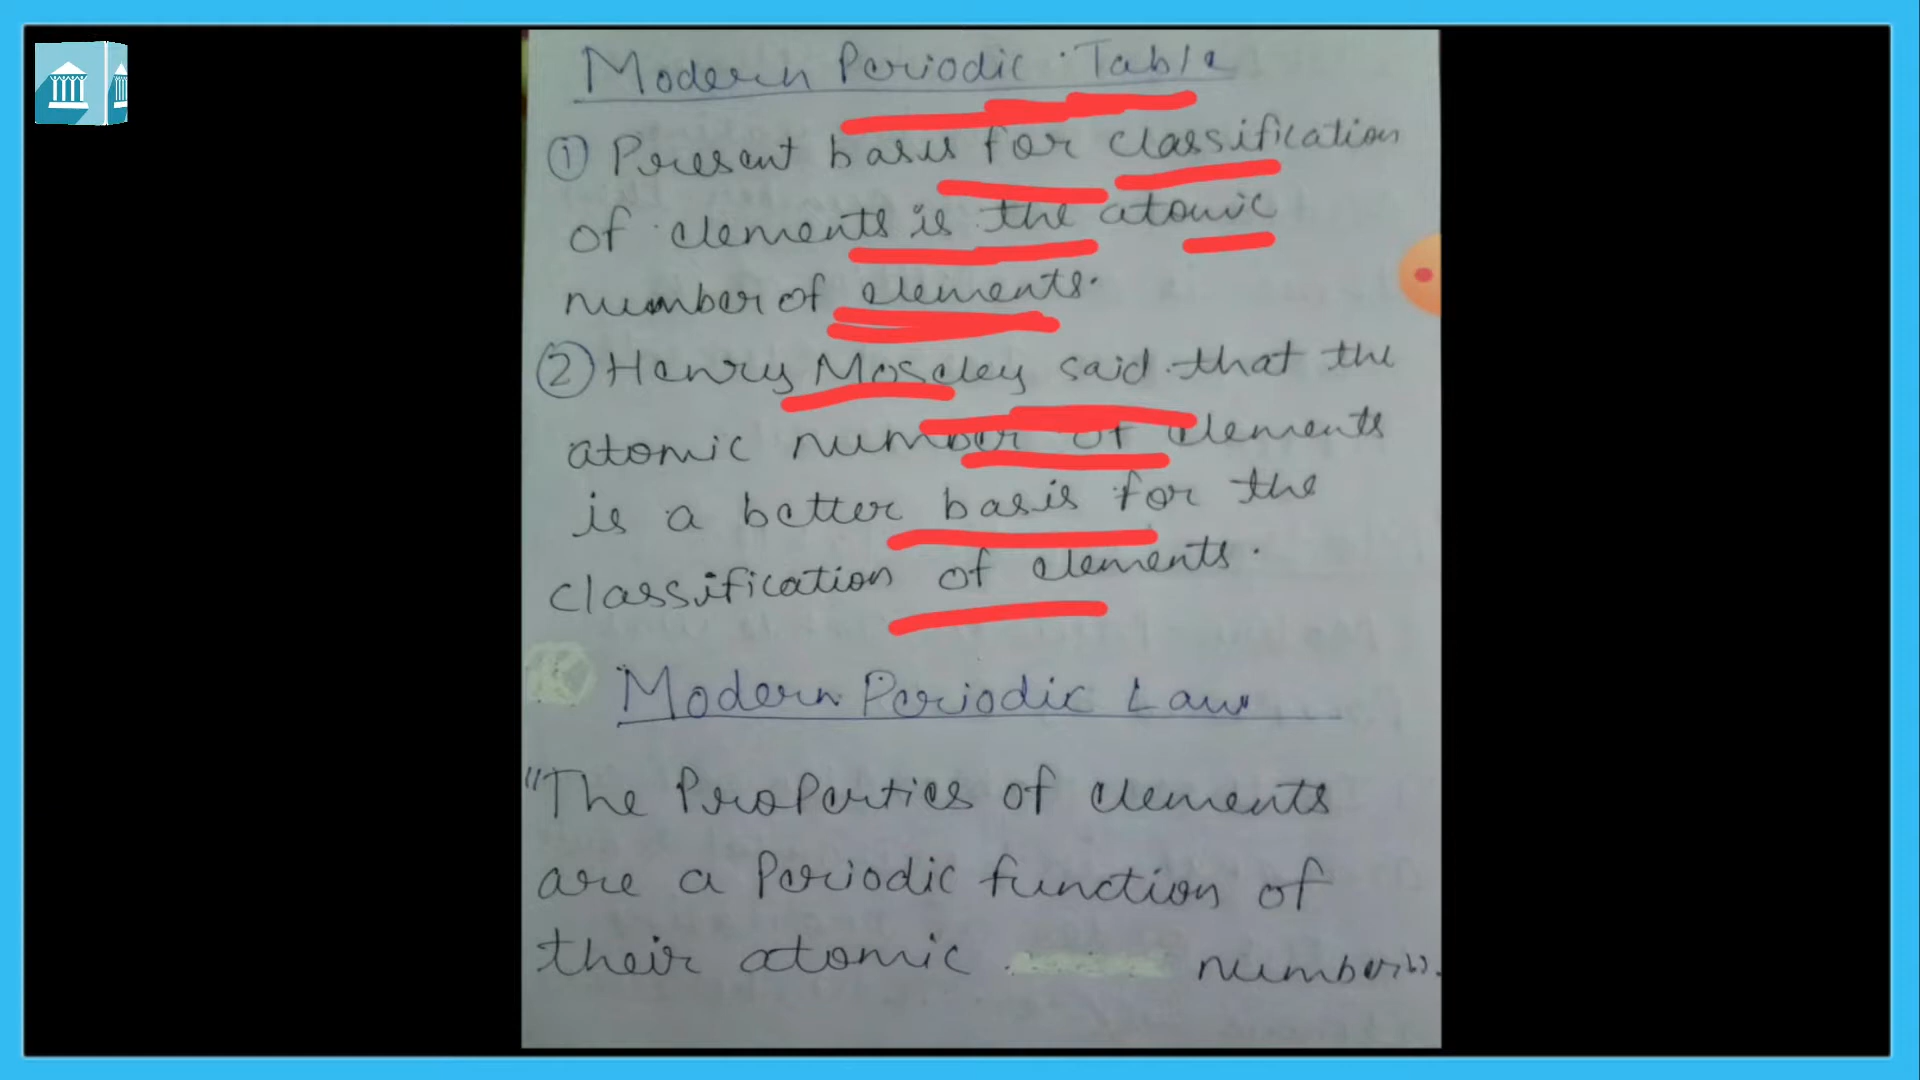 Modern Periodic Table
① Present basis for classification
of elements is the atomic
number of elements.
② Henry Moseley said that the
atomic number of elements
is a better basis for the
classification of elements.
Modern Periodic Law
"The Properties of elements
are a Periodic function of
their atomic number".